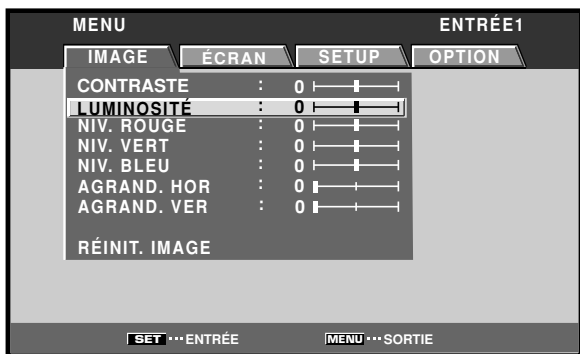 MENU ENTRÉE1
IMAGE ÉCRAN SETUP OPTION
CONTRASTE : 0
LUMINOSITÉ : 0
NIV. ROUGE : 0
NIV. VERT : 0
NIV. BLEU : 0
AGRAND. HOR : 0
AGRAND. VER : 0
RÉINIT. IMAGE
SET ··· ENTRÉE MENU ··· SORTIE